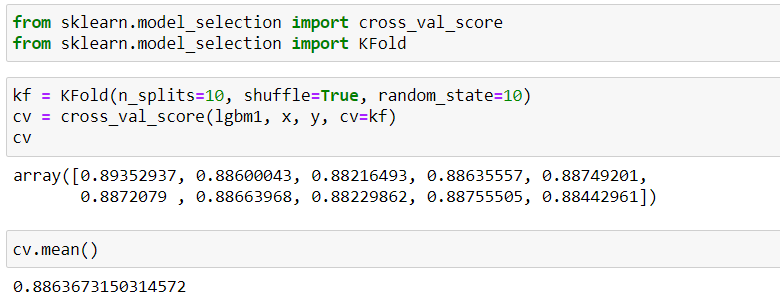 from sklearn.model_selection import cross_val_score
from sklearn.model_selection import KFold
kf = KFold(n_splits=10, shuffle=True, random_state=10)
cv = cross_val_score(lgbm1, x, y, cv=kf)
cv
array([0.89352937, 0.88600043, 0.88216493, 0.88635557, 0.88749201,
       0.8872079 , 0.88663968, 0.88229862, 0.88755505, 0.88442961])
cv.mean()
0.8863673150314572